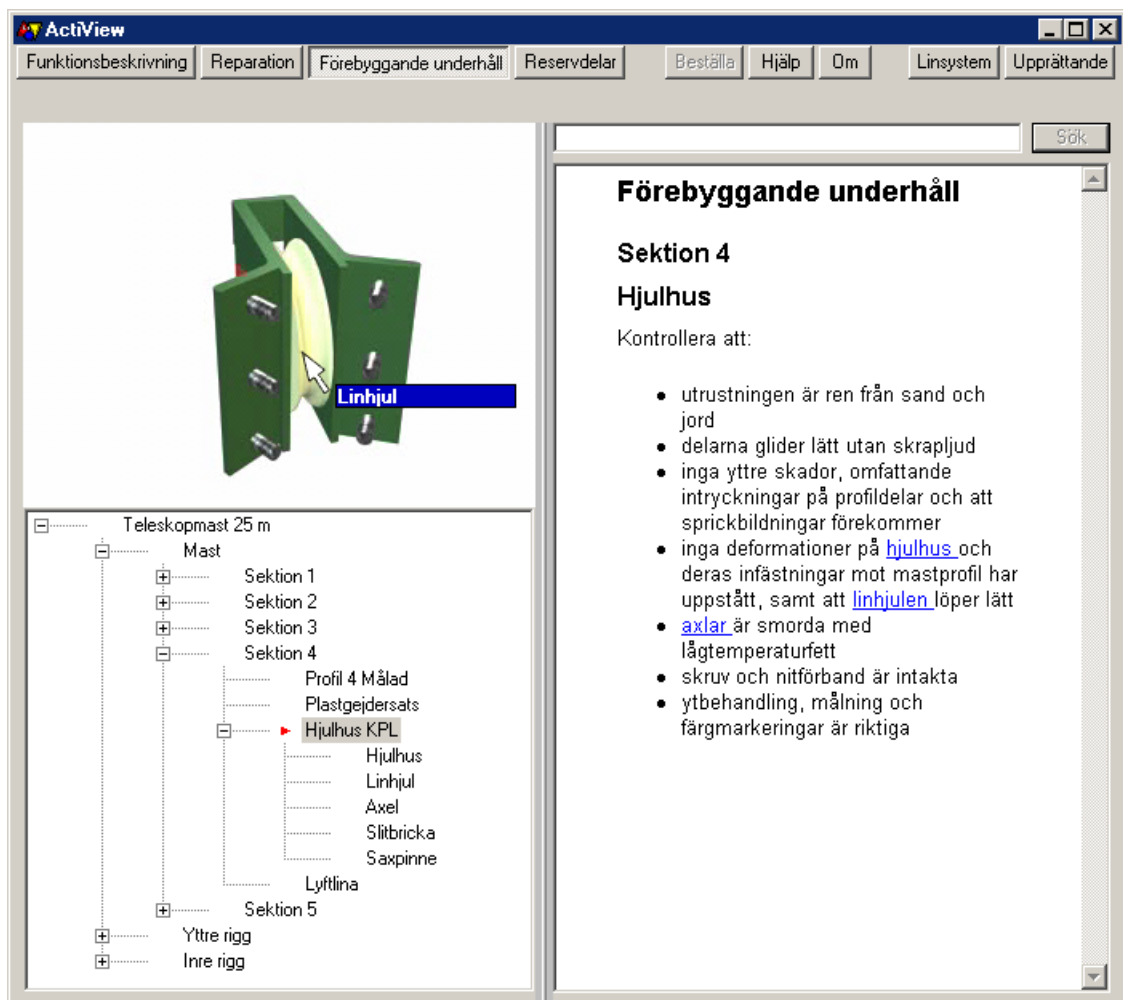 ActiView
Funktionsbeskrivning Reparation Förebyggande underhåll Reservdelar Beställa Hjälp Om Linsystem Upprättande
Sök
Linhjul
Teleskopmast 25 m
Mast
Sektion 1
Sektion 2
Sektion 3
Sektion 4
Profil 4 Målad
Plastgejdersats
Hjulhus KPL
Hjulhus
Linhjul
Axel
Slitbricka
Saxpinne
Lyftlina
Sektion 5
Yttre rigg
Inre rigg
Förebyggande underhåll
Sektion 4
Hjulhus
Kontrollera att:
• utrustningen är ren från sand och
jord
• delarna glider lätt utan skrapljud
• inga yttre skador, omfattande
intryckningar på profildelar och att
sprickbildningar förekommer
• inga deformationer på hjulhus och
deras infästningar mot mastprofil har
uppstått, samt att linhjulen löper lätt
• axlar är smorda med
lågtemperaturfett
• skruv och nitförband är intakta
• ytbehandling, målning och
färgmarkeringar är riktiga